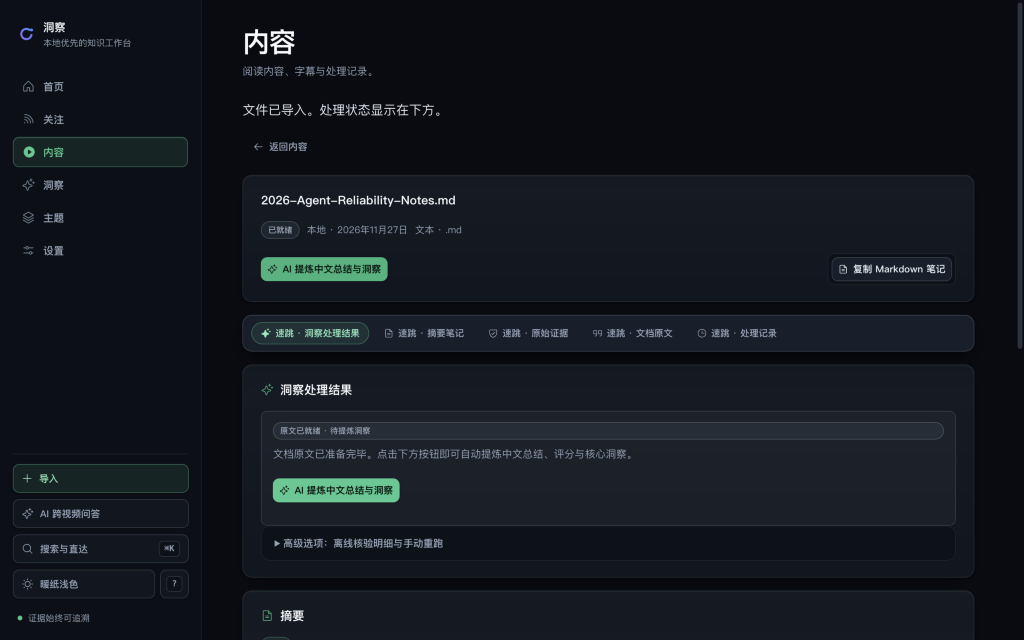 洞察
本地优先的知识工作台
首页
关注
内容
洞察
主题
设置
导入
AI 跨视频问答
搜索与直达 ⌘K
暖纸浅色 ?
证据始终可追溯
内容
阅读内容、字幕与处理记录。
文件已导入。处理状态显示在下方。
返回内容
2026-Agent-Reliability-Notes.md
已就绪 本地 · 2026年11月27日 文本 · .md
AI 提炼中文总结与洞察 复制 Markdown 笔记
速跳 · 洞察处理结果 速跳 · 摘要笔记 速跳 · 原始证据 速跳 · 文档原文 速跳 · 处理记录
洞察处理结果
原文已就绪 · 待提炼洞察
文档原文已准备完毕。点击下方按钮即可自动提炼中文总结、评分与核心洞察。
AI 提炼中文总结与洞察
高级选项：离线核验明细与手动重跑
摘要